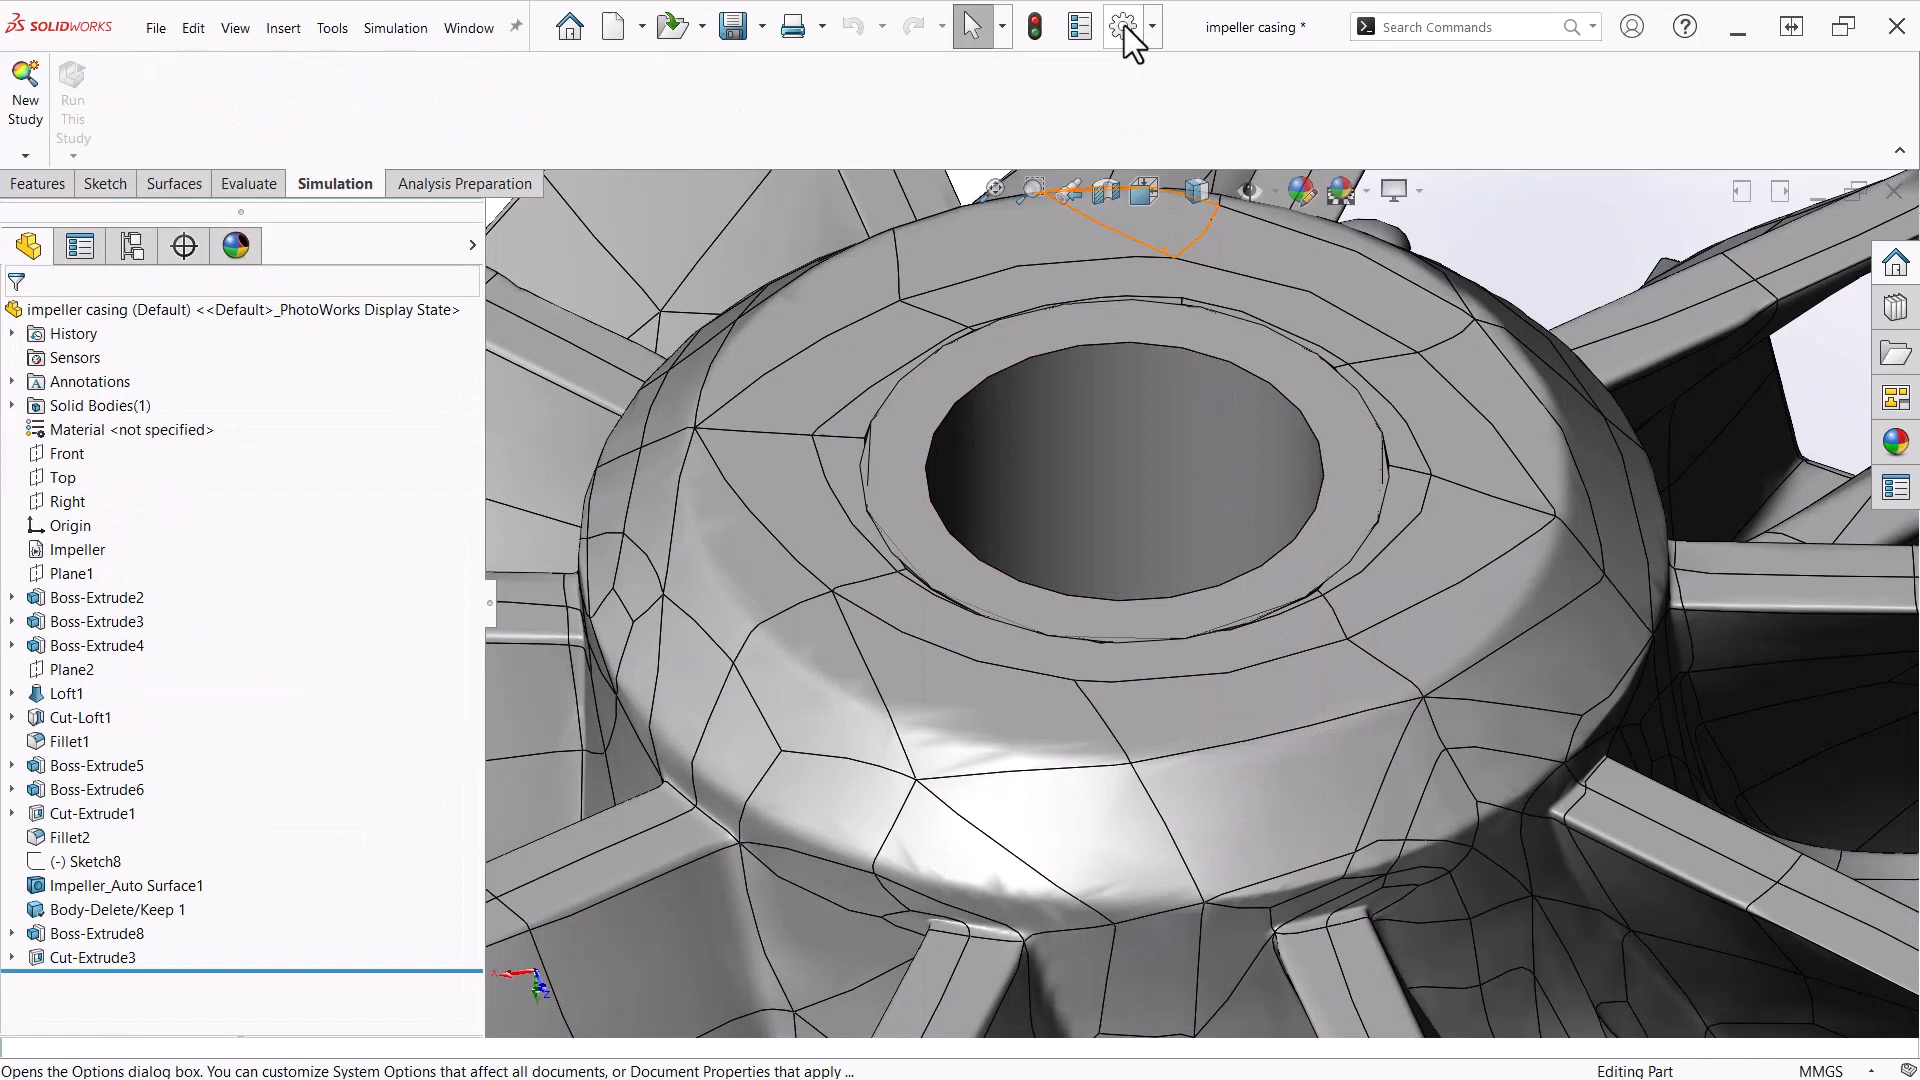 SOLIDWORKS
File Edit View Insert Tools Simulation Window
impeller casing *
Search Commands
New
Study
Run
This
Study
Features Sketch Surfaces Evaluate Simulation Analysis Preparation
impeller casing (Default) <<Default>_PhotoWorks Display State>
History
Sensors
Annotations
Solid Bodies(1)
Material <not specified>
Front
Top
Right
Origin
Impeller
Plane1
Boss-Extrude2
Boss-Extrude3
Boss-Extrude4
Plane2
Loft1
Cut-Loft1
Fillet1
Boss-Extrude5
Boss-Extrude6
Cut-Extrude1
Fillet2
(-) Sketch8
Impeller_Auto Surface1
Body-Delete/Keep 1
Boss-Extrude8
Cut-Extrude3
X
Z
Opens the Options dialog box. You can customize System Options that affect all documents, or Document Properties that apply ...
Editing Part
MMGS